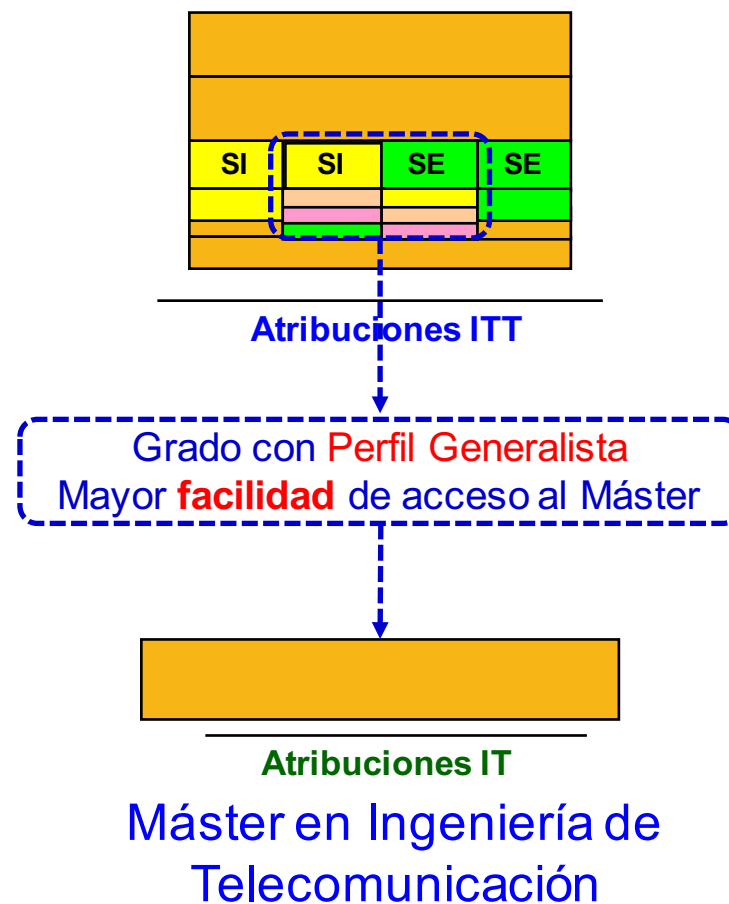 SI SI SE SE
Atribuciones ITT
Grado con Perfil Generalista
Mayor facilidad de acceso al Máster
Atribuciones IT
Máster en Ingeniería de
Telecomunicación